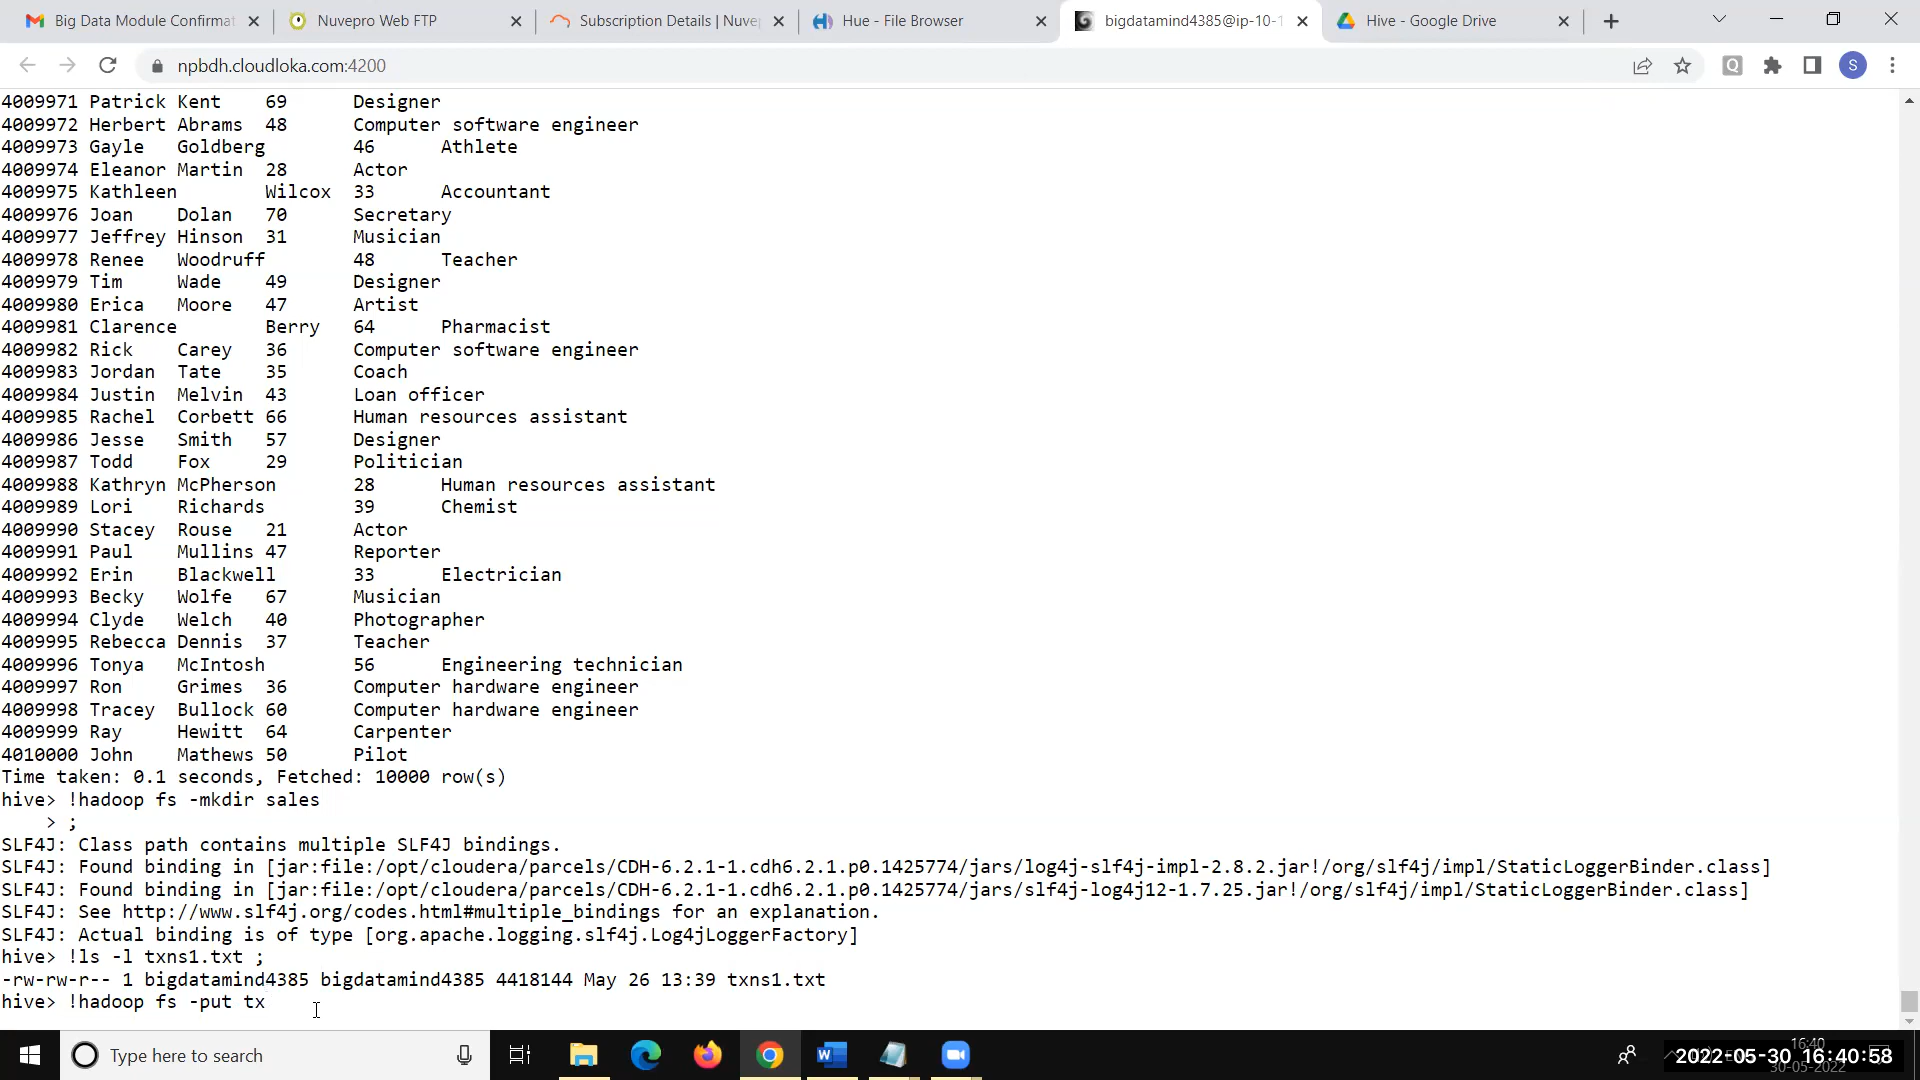 Big Data Module Confirmat
Nuvepro Web FTP
Subscription Details | Nuve
Hue - File Browser
bigdatamind4385@ip-10-1
Hive - Google Drive
npbdh.cloudloka.com:4200
S
4009971 Patrick Kent 69 Designer
4009972 Herbert Abrams 48 Computer software engineer
4009973 Gayle Goldberg 46 Athlete
4009974 Eleanor Martin 28 Actor
4009975 Kathleen Wilcox 33 Accountant
4009976 Joan Dolan 70 Secretary
4009977 Jeffrey Hinson 31 Musician
4009978 Renee Woodruff 48 Teacher
4009979 Tim Wade 49 Designer
4009980 Erica Moore 47 Artist
4009981 Clarence Berry 64 Pharmacist
4009982 Rick Carey 36 Computer software engineer
4009983 Jordan Tate 35 Coach
4009984 Justin Melvin 43 Loan officer
4009985 Rachel Corbett 66 Human resources assistant
4009986 Jesse Smith 57 Designer
4009987 Todd Fox 29 Politician
4009988 Kathryn McPherson 28 Human resources assistant
4009989 Lori Richards 39 Chemist
4009990 Stacey Rouse 21 Actor
4009991 Paul Mullins 47 Reporter
4009992 Erin Blackwell 33 Electrician
4009993 Becky Wolfe 67 Musician
4009994 Clyde Welch 40 Photographer
4009995 Rebecca Dennis 37 Teacher
4009996 Tonya McIntosh 56 Engineering technician
4009997 Ron Grimes 36 Computer hardware engineer
4009998 Tracey Bullock 60 Computer hardware engineer
4009999 Ray Hewitt 64 Carpenter
4010000 John Mathews 50 Pilot
Time taken: 0.1 seconds, Fetched: 10000 row(s)
hive> !hadoop fs -mkdir sales
> ;
SLF4J: Class path contains multiple SLF4J bindings.
SLF4J: Found binding in [jar:file:/opt/cloudera/parcels/CDH-6.2.1-1.cdh6.2.1.p0.1425774/jars/log4j-slf4j-impl-2.8.2.jar!/org/slf4j/impl/StaticLoggerBinder.class]
SLF4J: Found binding in [jar:file:/opt/cloudera/parcels/CDH-6.2.1-1.cdh6.2.1.p0.1425774/jars/slf4j-log4j12-1.7.25.jar!/org/slf4j/impl/StaticLoggerBinder.class]
SLF4J: See http://www.slf4j.org/codes.html#multiple_bindings for an explanation.
SLF4J: Actual binding is of type [org.apache.logging.slf4j.Log4jLoggerFactory]
hive> !ls -l txns1.txt ;
-rw-rw-r-- 1 bigdatamind4385 bigdatamind4385 4418144 May 26 13:39 txns1.txt
hive> !hadoop fs -put tx
Type here to search
16:40
2022-05-30 16:40:58
30-05-2022